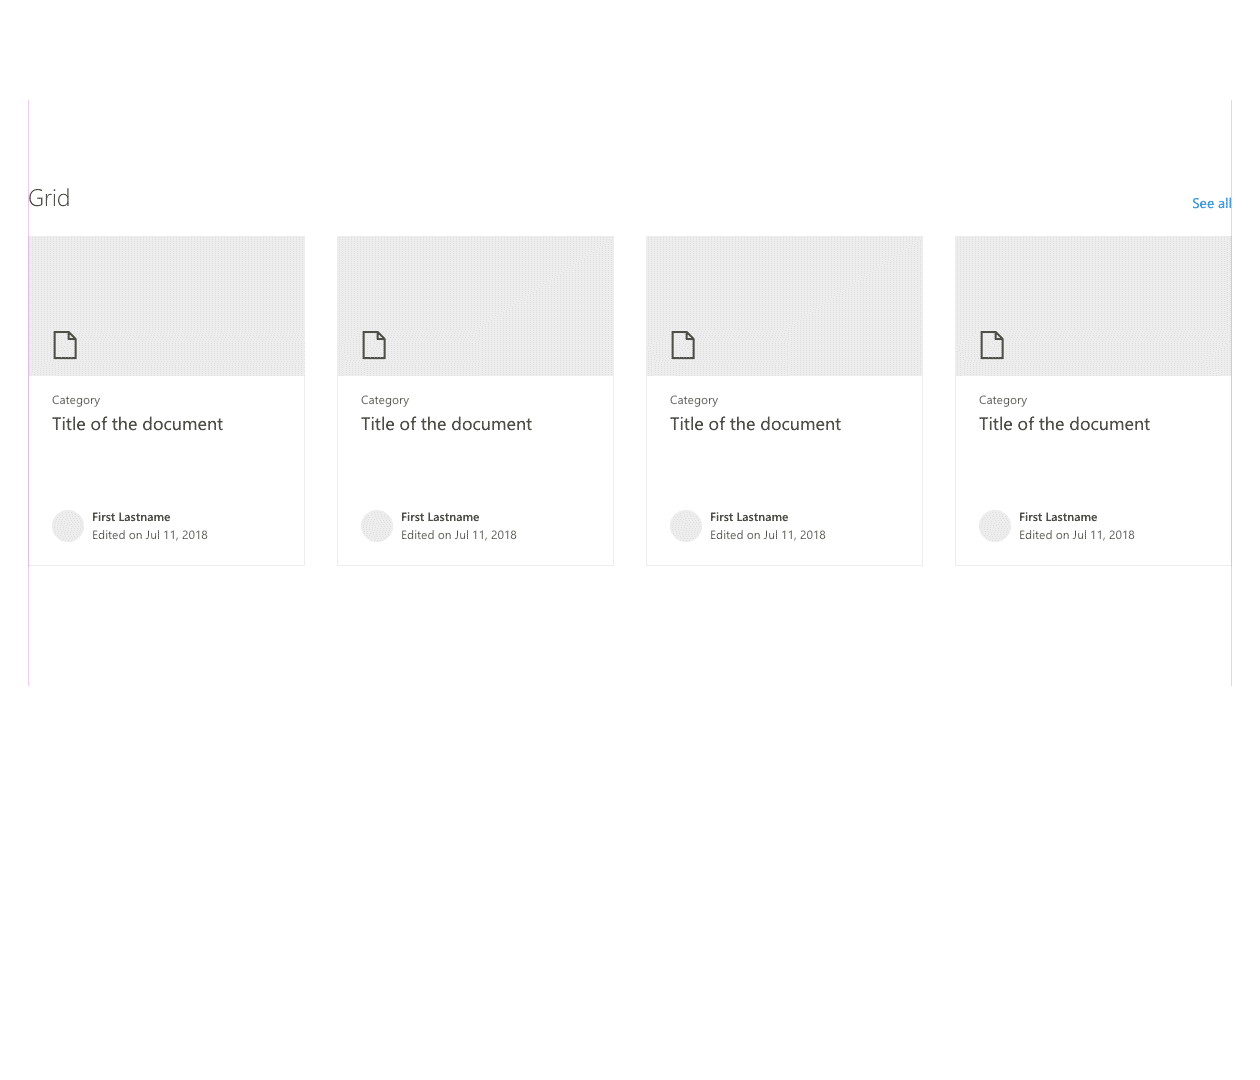 Grid
See all
Category
Title of the document
First Lastname
Edited on Jul 11, 2018
Category
Title of the document
First Lastname
Edited on Jul 11, 2018
Category
Title of the document
First Lastname
Edited on Jul 11, 2018
Category
Title of the document
First Lastname
Edited on Jul 11, 2018